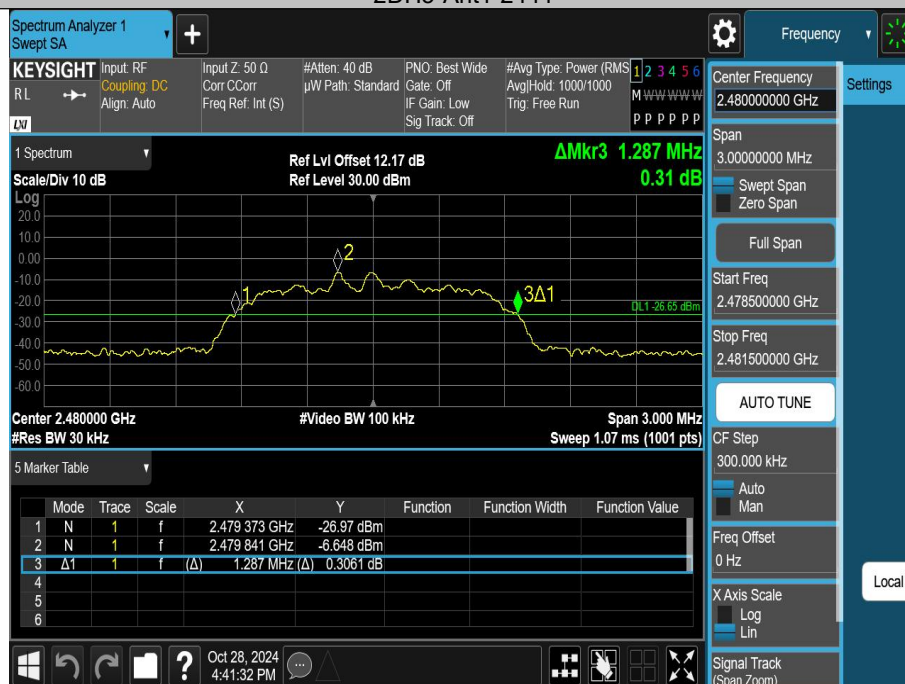 Spectrum Analyzer 1
Swept SA
+
Frequency
KEYSIGHT
RL
LXI
Input: RF
Coupling: DC
Align: Auto
Input Z: 50 Ω
Corr CCorr
Freq Ref: Int (S)
#Atten: 40 dB
µW Path: Standard
PNO: Best Wide
Gate: Off
IF Gain: Low
Sig Track: Off
#Avg Type: Power (RMS
Avg|Hold: 1000/1000
Trig: Free Run
1 2 3 4 5 6
M W W W W W
P P P P P P
1 Spectrum
Scale/Div 10 dB
Ref Lvl Offset 12.17 dB
Ref Level 30.00 dBm
ΔMkr3 1.287 MHz
0.31 dB
Log
20.0
10.0
0.00
-10.0
-20.0
-30.0
-40.0
-50.0
-60.0
1
2
3Δ1
DL1 -26.65 dBm
Center 2.480000 GHz
#Video BW 100 kHz
Span 3.000 MHz
#Res BW 30 kHz
Sweep 1.07 ms (1001 pts)
5 Marker Table
Mode Trace Scale X Y Function Function Width Function Value
1 N 1 f 2.479 373 GHz -26.97 dBm
2 N 1 f 2.479 841 GHz -6.648 dBm
3 Δ1 1 f (Δ) 1.287 MHz (Δ) 0.3061 dB
4
5
6
?
Oct 28, 2024
4:41:32 PM
Center Frequency
2.480000000 GHz
Settings
Span
3.00000000 MHz
Swept Span
Zero Span
Full Span
Start Freq
2.478500000 GHz
Stop Freq
2.481500000 GHz
AUTO TUNE
CF Step
300.000 kHz
Auto
Man
Freq Offset
0 Hz
Local
X Axis Scale
Log
Lin
Signal Track
(Span Zoom)